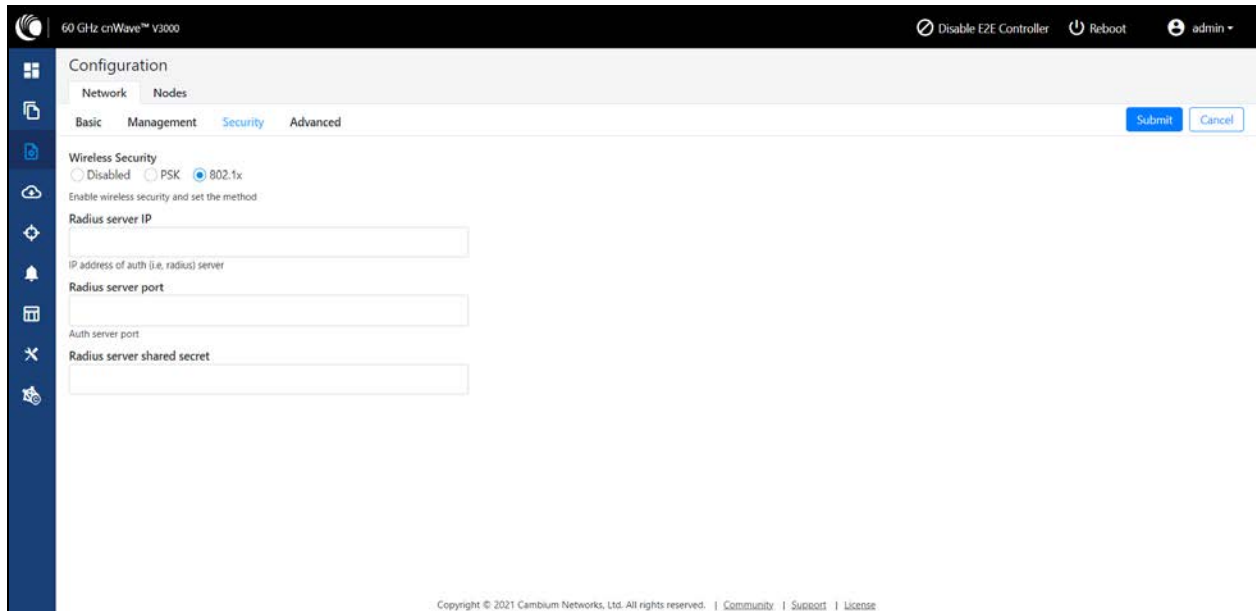 60 GHz cnWave™ V3000 Disable E2E Controller Reboot admin
Configuration
Network Nodes
Basic Management Security Advanced Submit Cancel
Wireless Security
Disabled PSK 802.1x
Enable wireless security and set the method
Radius server IP
IP address of auth (i.e, radius) server
Radius server port
Auth server port
Radius server shared secret
Copyright © 2021 Cambium Networks, Ltd. All rights reserved. | Community | Support | License